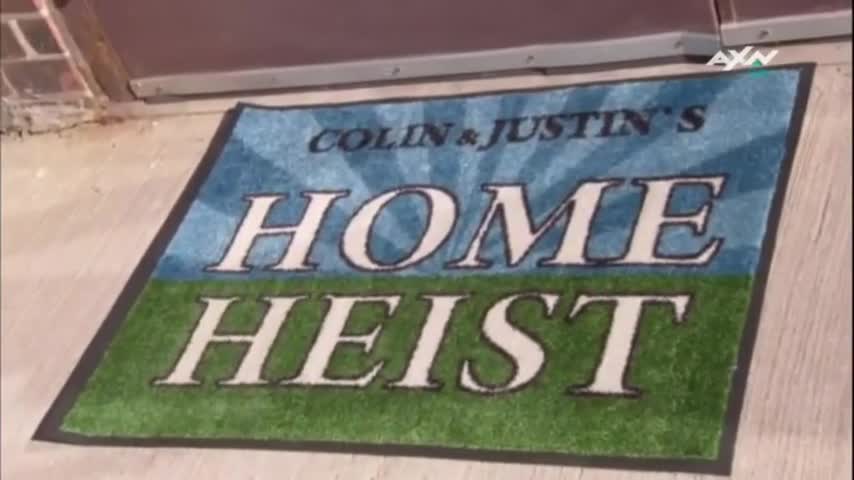 AXN
COLIN & JUSTIN'S
HOME
HEIST